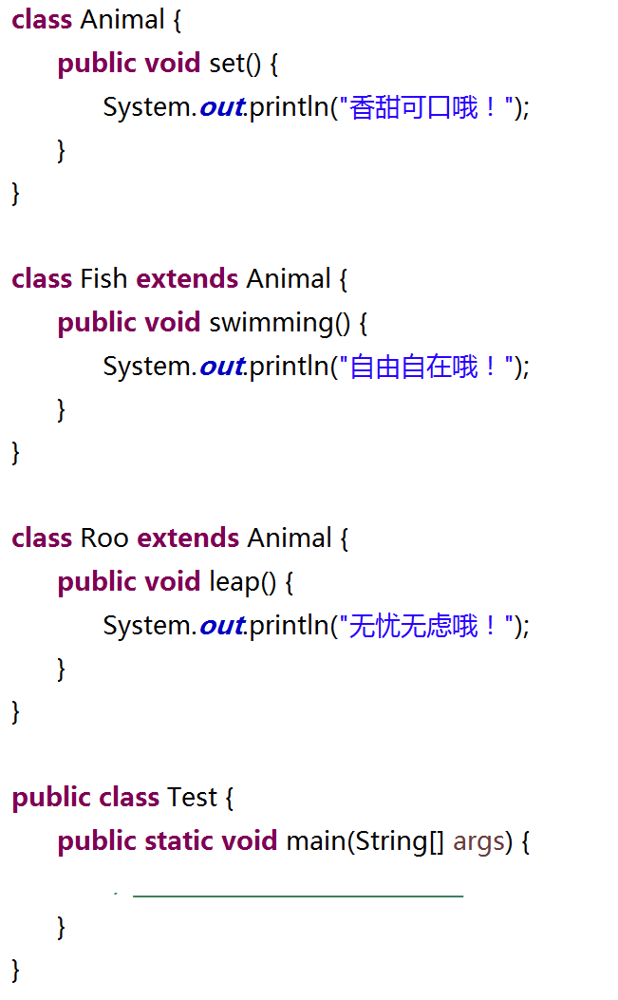 class Animal {
public void set() {
System.out.println("香甜可口哦！");
}
}
class Fish extends Animal {
public void swimming() {
System.out.println("自由自在哦！");
}
}
class Roo extends Animal {
public void leap() {
System.out.println("无忧无虑哦！");
}
}
public class Test {
public static void main(String[] args) {
}
}